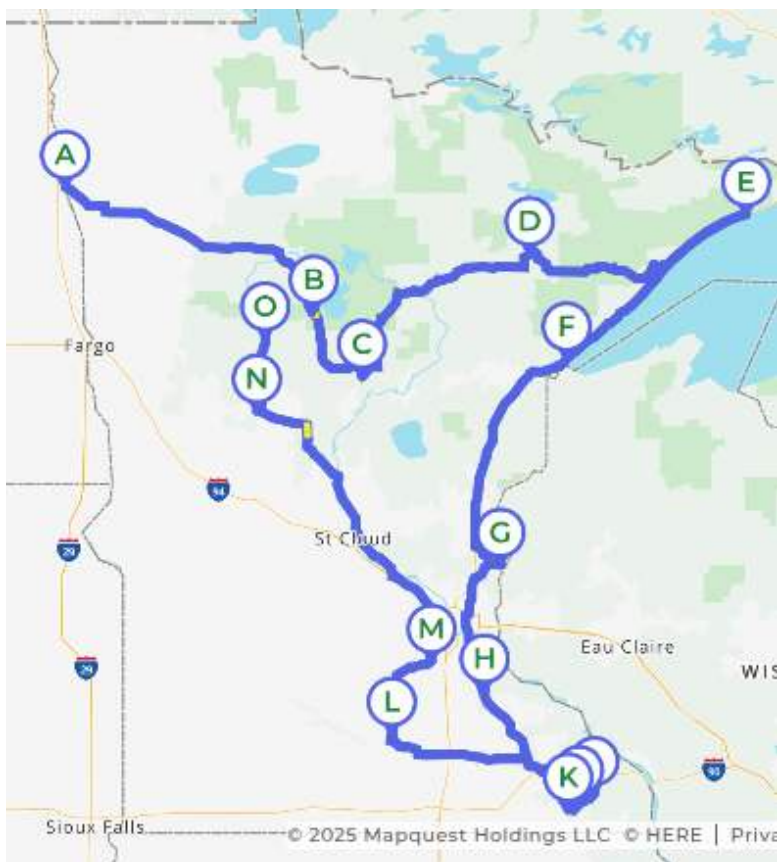 A
E
D
B
O
F
C
Fargo
N
94
G
St Cloud
29
M
Eau Claire
H
29
WIS
L
K
90
Sioux Falls
© 2025 Mapquest Holdings LLC © HERE | Priva